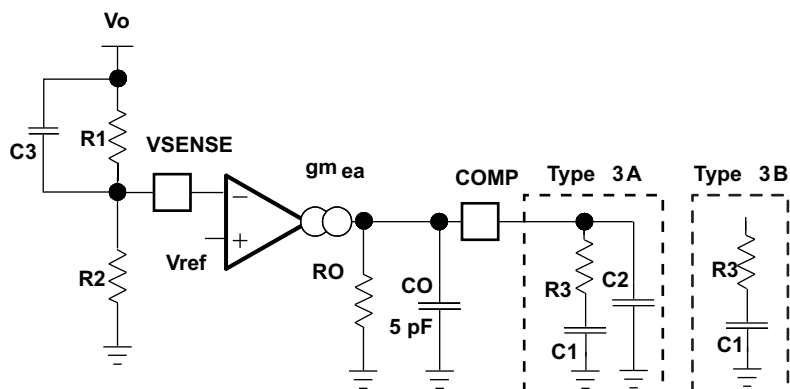 Vo
C3
R1
VSENSE
gm ea
COMP
Type 3A
Type 3B
−
+
Vref
R2
RO
CO
5 pF
R3
C2
C1
R3
C1